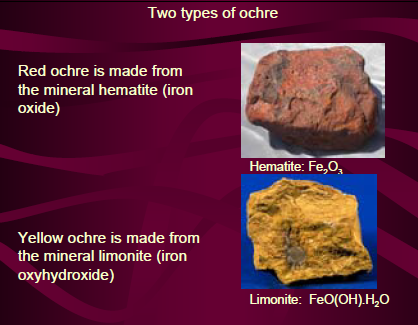 Two types of ochre
Red ochre is made from
the mineral hematite (iron
oxide)
Hematite: Fe₂O₃
Yellow ochre is made from
the mineral limonite (iron
oxyhydroxide)
Limonite: FeO(OH).H₂O